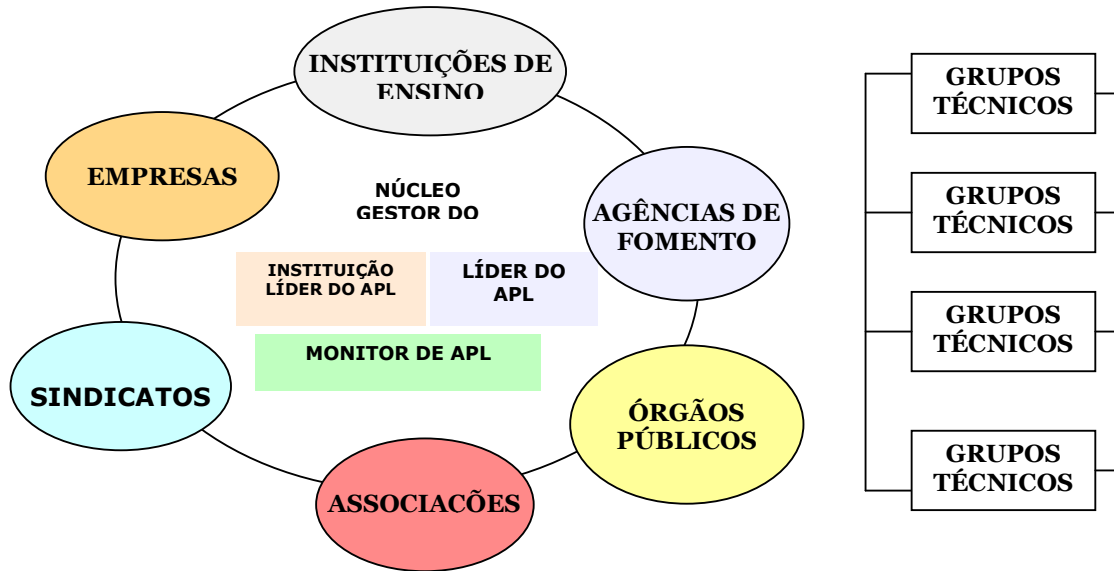 INSTITUIÇÕES DE
ENSINO
EMPRESAS
NÚCLEO
GESTOR DO
AGÊNCIAS DE
FOMENTO
INSTITUIÇÃO
LÍDER DO APL
LÍDER DO
APL
MONITOR DE APL
SINDICATOS
ÓRGÃOS
PÚBLICOS
ASSOCIACÕES
GRUPOS
TÉCNICOS
GRUPOS
TÉCNICOS
GRUPOS
TÉCNICOS
GRUPOS
TÉCNICOS